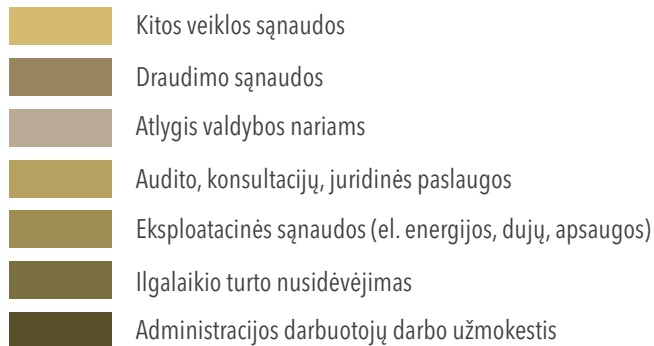 Kitos veiklos sąnaudos
Draudimo sąnaudos
Atlygis valdybos nariams
Audito, konsultacijų, juridinės paslaugos
Eksploatacinės sąnaudos (el. energijos, dujų, apsaugos)
Ilgalaikio turto nusidėvėjimas
Administracijos darbuotojų darbo užmokestis